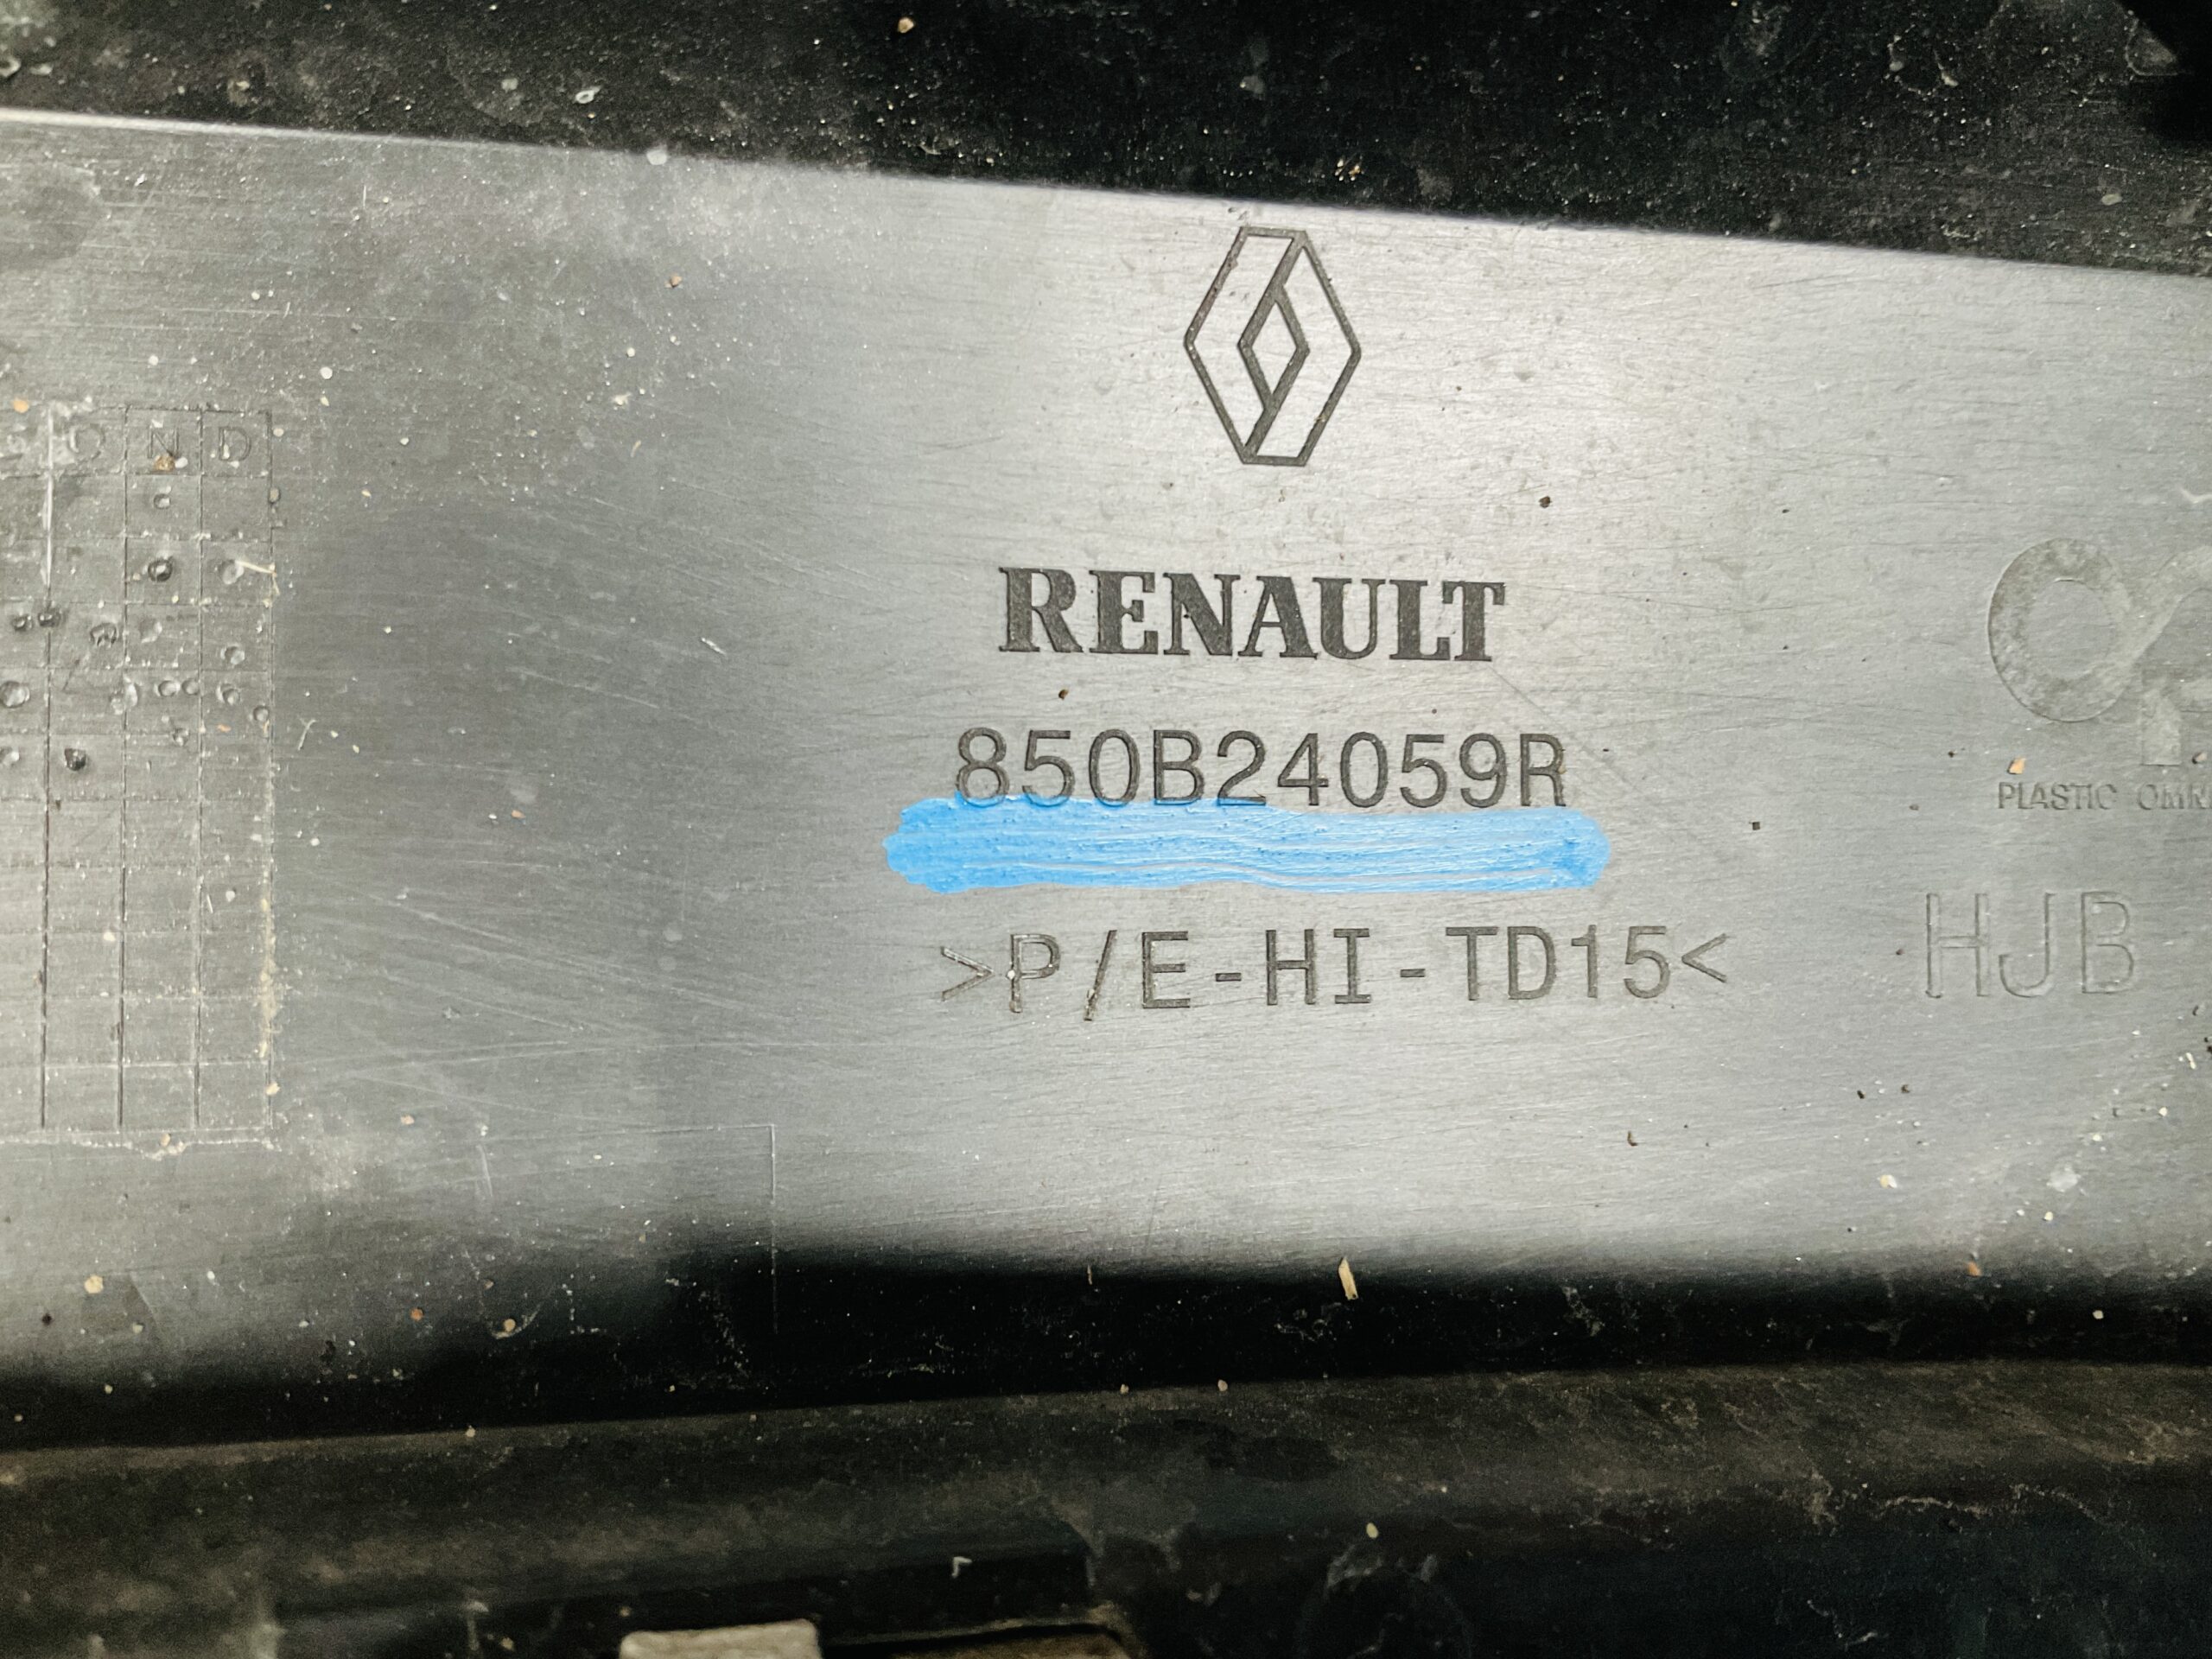 O N D
RENAULT
850B24059R
PLASTIC
>P/E-HI-TD15<
HJB